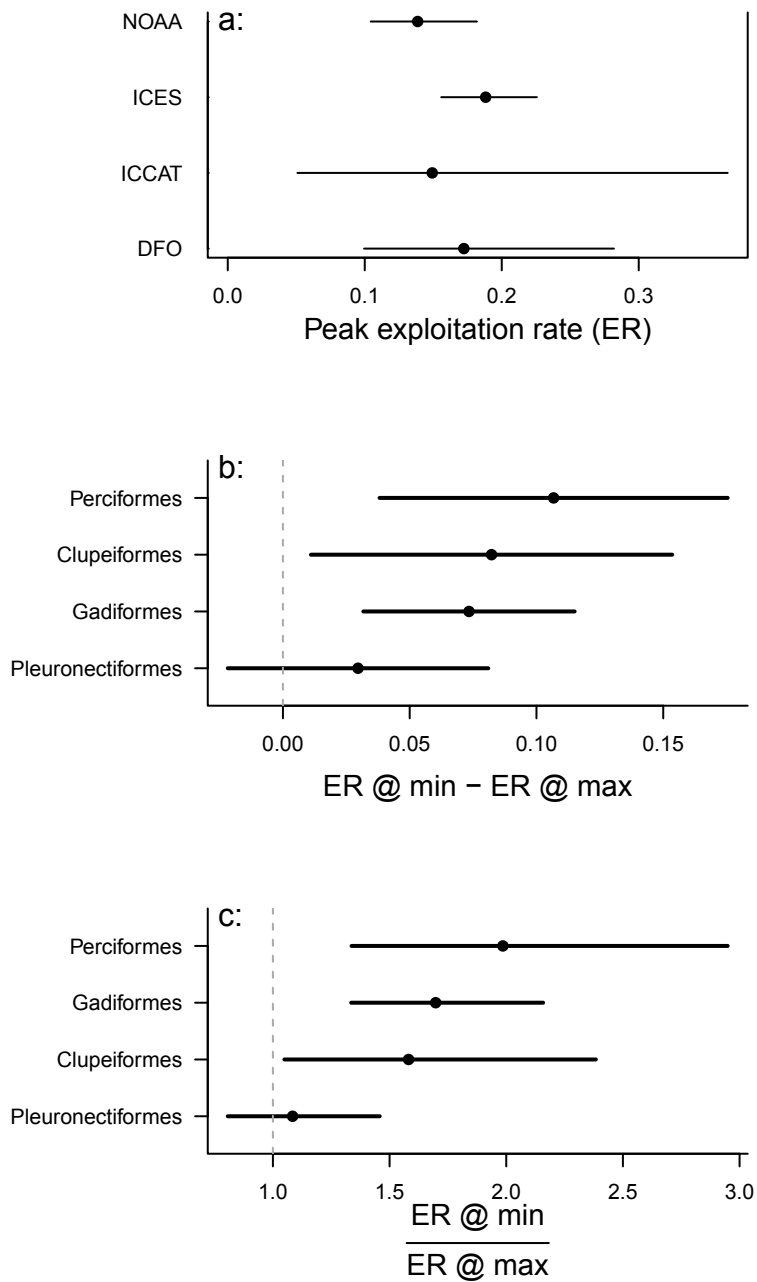 a:
NOAA
ICES
ICCAT
DFO
0.0 0.1 0.2 0.3
Peak exploitation rate (ER)
b:
Perciformes
Clupeiformes
Gadiformes
Pleuronectiformes
0.00 0.05 0.10 0.15
ER @ min − ER @ max
c:
Perciformes
Gadiformes
Clupeiformes
Pleuronectiformes
1.0 1.5 2.0 2.5 3.0
ER @ min
ER @ max